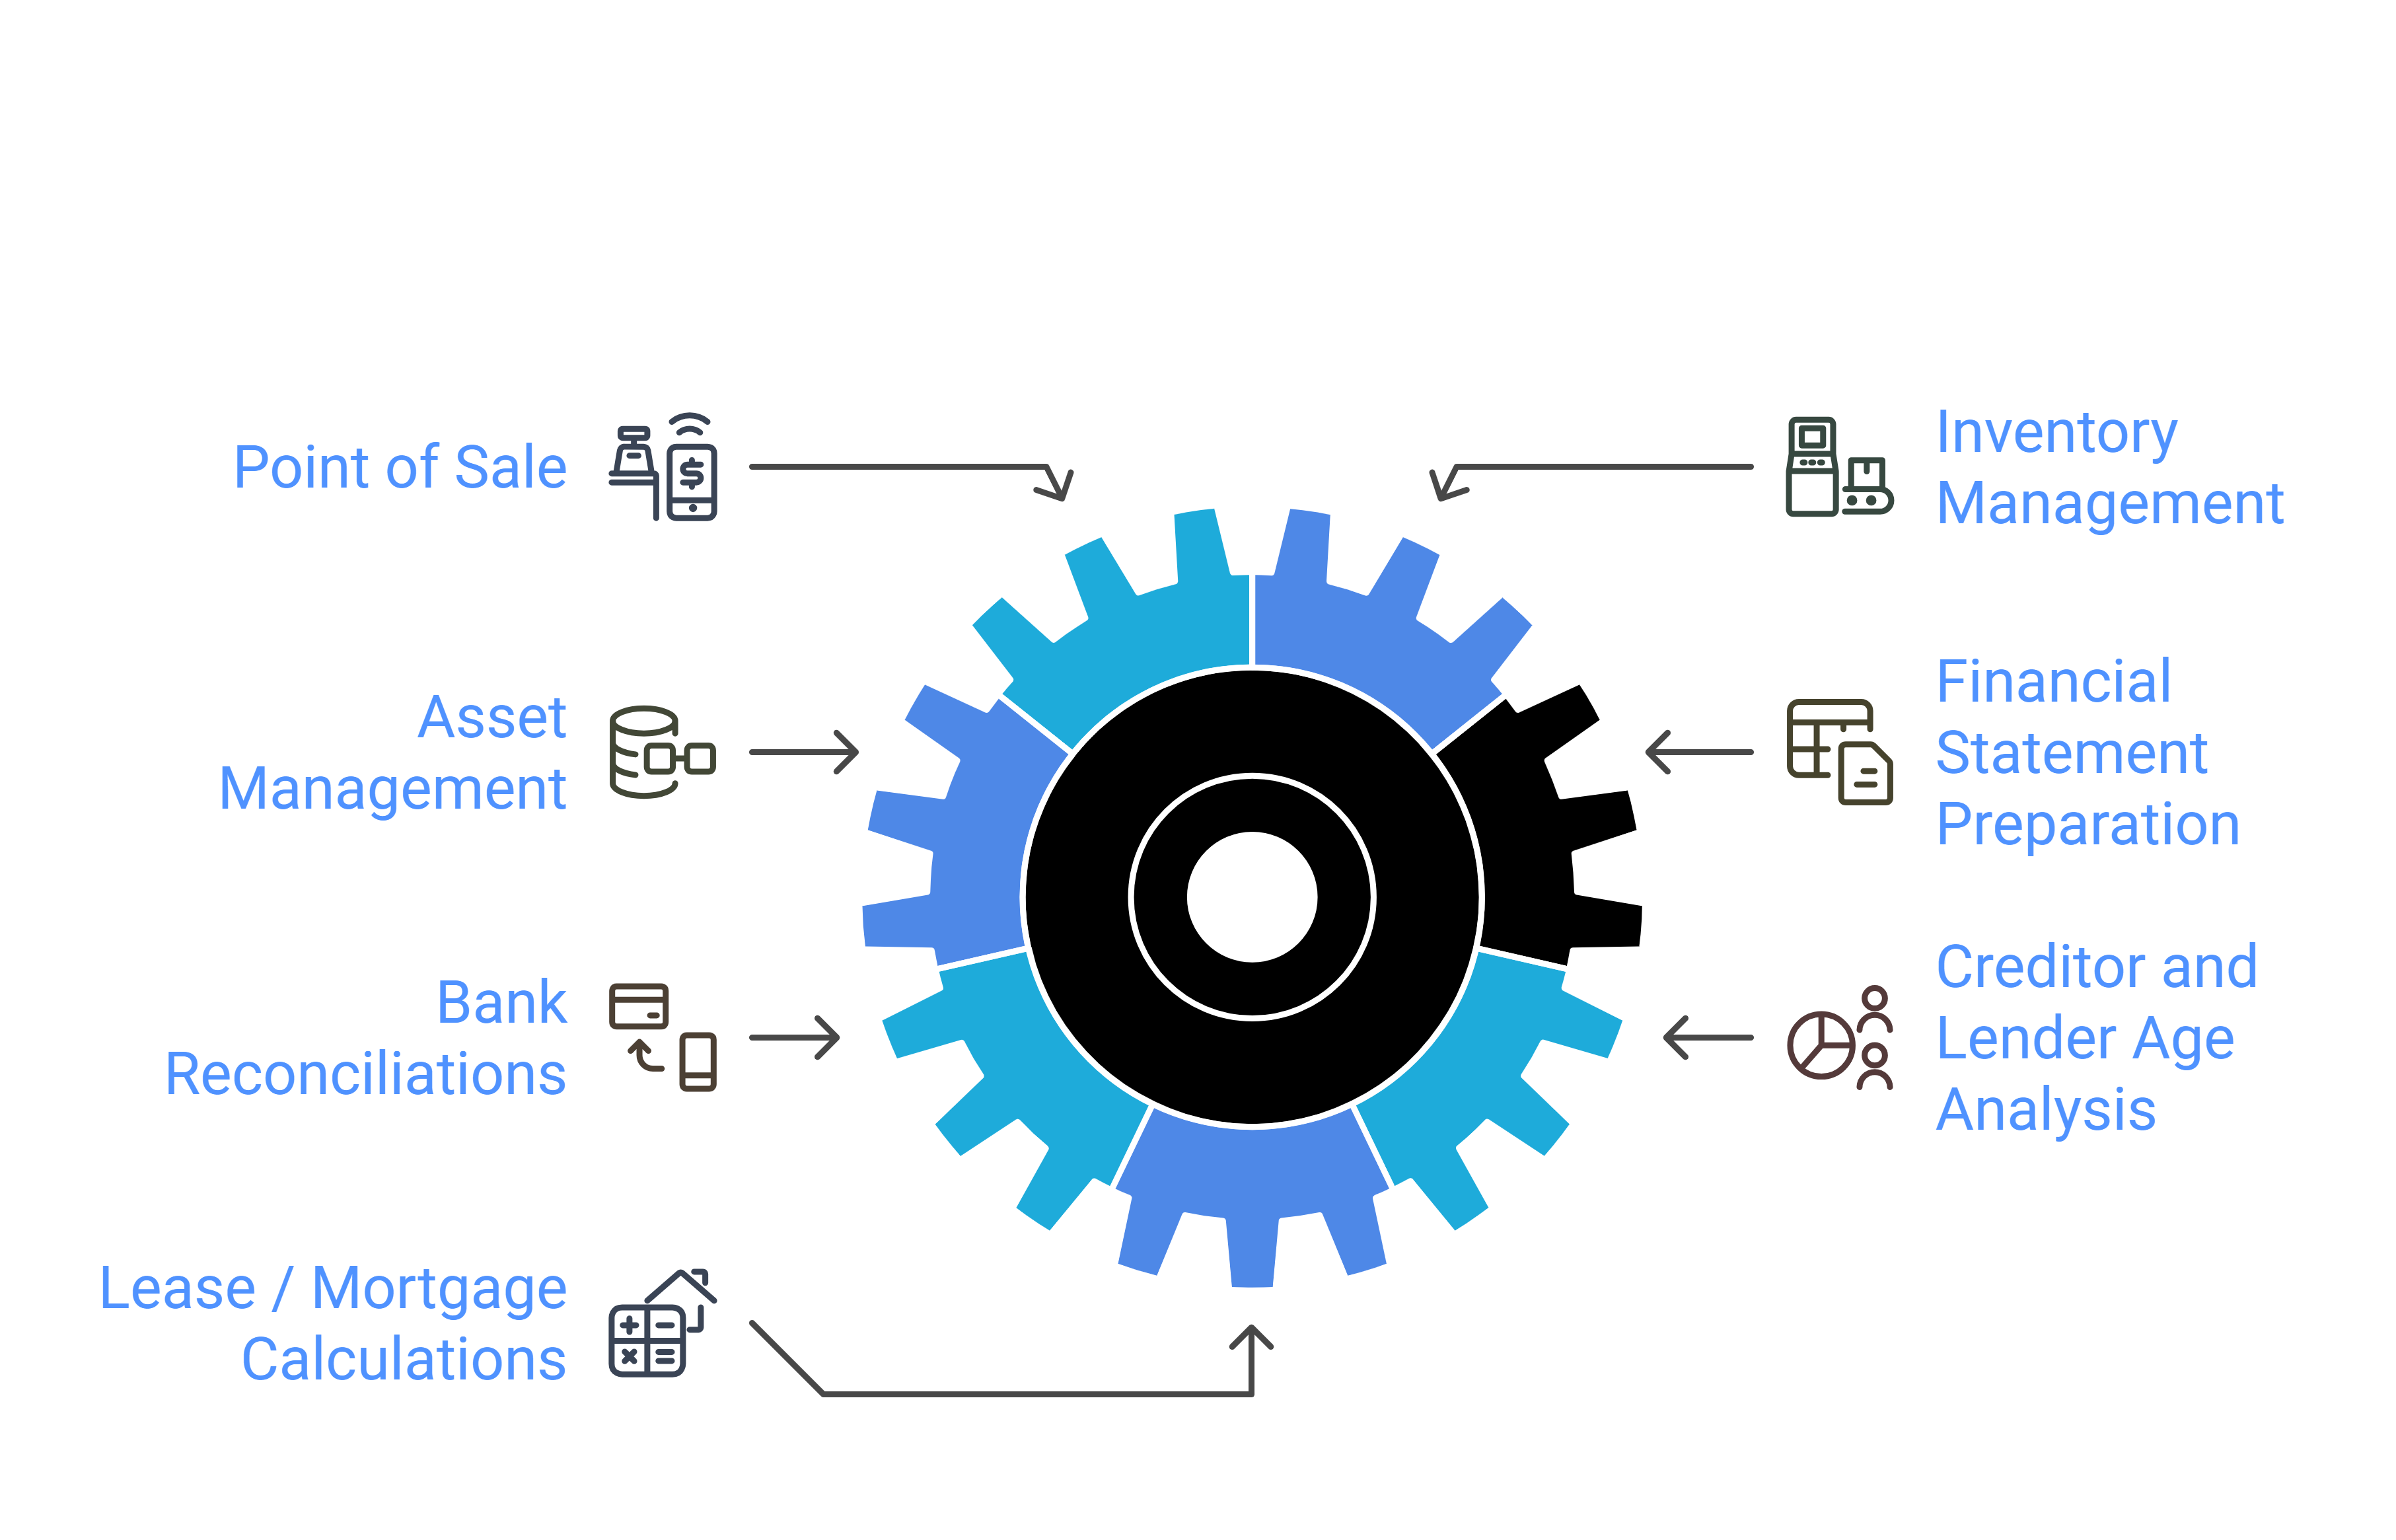 Point of Sale
Asset
Management
Bank
Reconciliations
Lease / Mortgage
Calculations
Inventory
Management
Financial
Statement
Preparation
Creditor and
Lender Age
Analysis